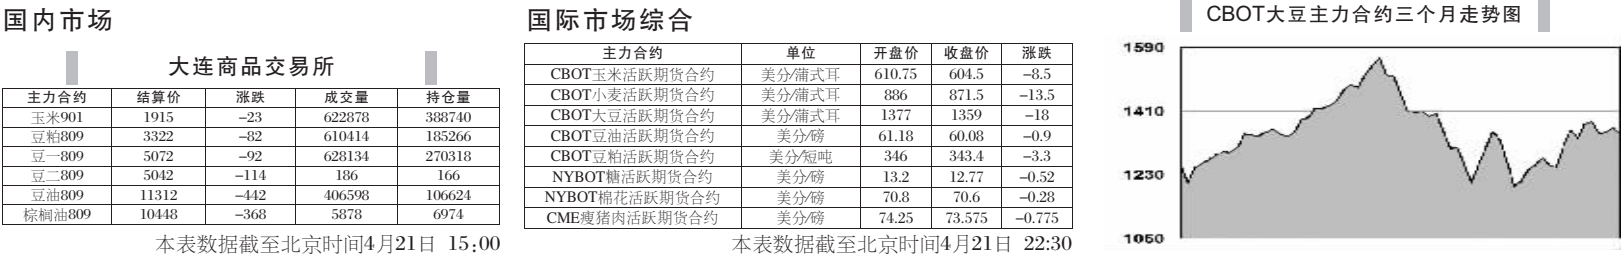 国内市场
大连商品交易所
主力合约 结算价 涨跌 成交量 持仓量
玉米901 1915 −23 622878 388740
豆粕809 3322 −82 610414 185266
豆一809 5072 −92 628134 270318
豆二809 5042 −114 186 166
豆油809 11312 −442 406598 106624
棕榈油809 10448 −368 5878 6974
本表数据截至北京时间4月21日 15:00
国际市场综合
主力合约 单位 开盘价 收盘价 涨跌
CBOT玉米活跃期货合约 美分/蒲式耳 610.75 604.5 −8.5
CBOT小麦活跃期货合约 美分/蒲式耳 886 871.5 −13.5
CBOT大豆活跃期货合约 美分/蒲式耳 1377 1359 −18
CBOT豆油活跃期货合约 美分/磅 61.18 60.08 −0.9
CBOT豆粕活跃期货合约 美分/短吨 346 343.4 −3.3
NYBOT糖活跃期货合约 美分/磅 13.2 12.77 −0.52
NYBOT棉花活跃期货合约 美分/磅 70.8 70.6 −0.28
CME瘦猪肉活跃期货合约 美分/磅 74.25 73.575 −0.775
本表数据截至北京时间4月21日 22:30
CBOT大豆主力合约三个月走势图
1590
1410
1230
1050